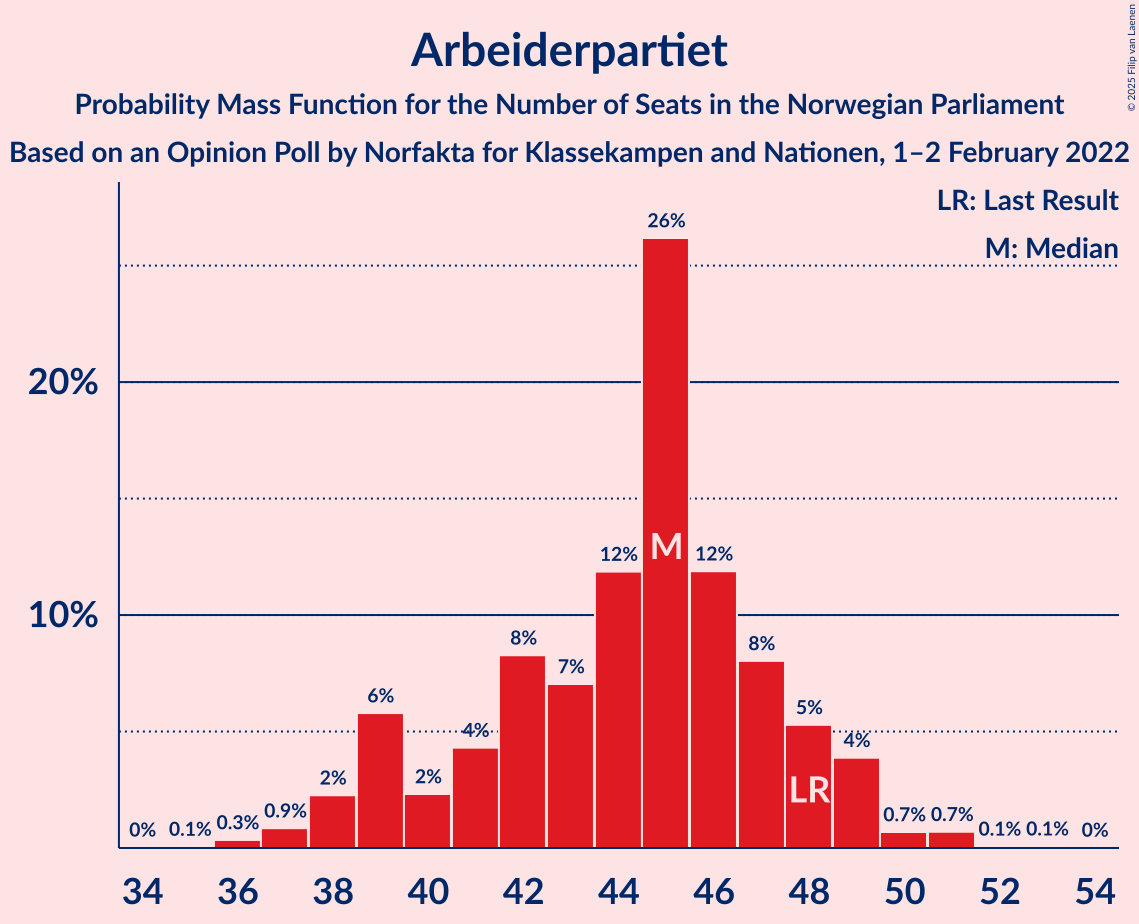 Arbeiderpartiet
Probability Mass Function for the Number of Seats in the Norwegian Parliament
Based on an Opinion Poll by Norfakta for Klassekampen and Nationen, 1–2 February 2022
© 2025 Filip van Laenen
LR: Last Result
M: Median
20%
10%
0% 0.1% 0.3% 0.9% 2% 6% 2% 4% 8% 7% 12% 26% 12% 8% 5% 4% 0.7% 0.7% 0.1% 0.1% 0%
M
LR
34 36 38 40 42 44 46 48 50 52 54